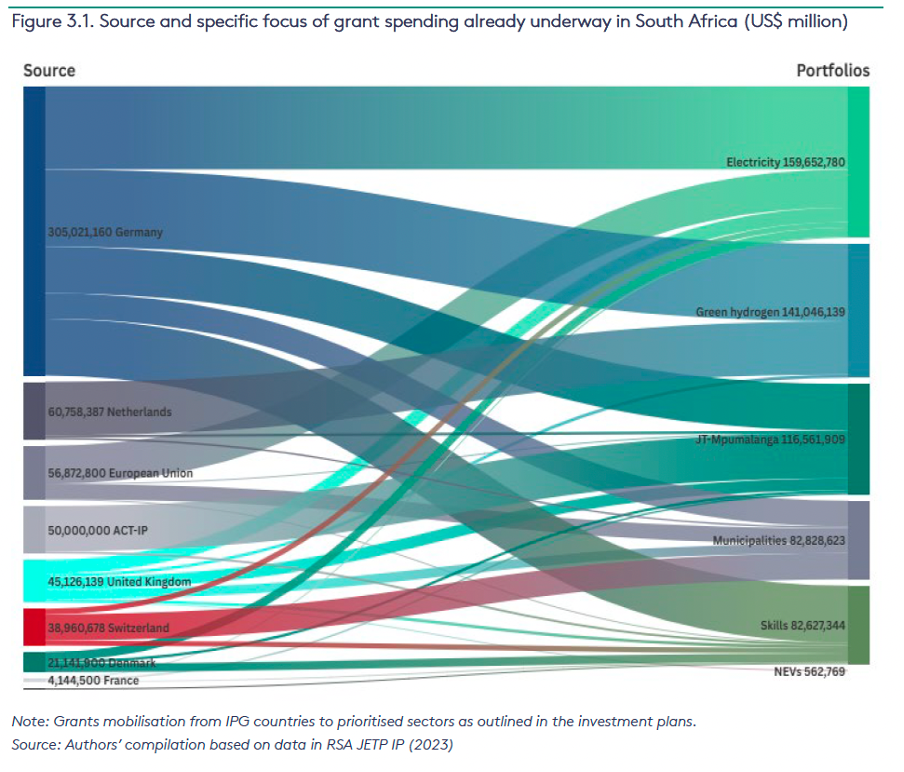 Figure 3.1. Source and specific focus of grant spending already underway in South Africa (US$ million)
Source
Portfolios
Electricity 159,652,780
305,021,160 Germany
Green hydrogen 141,046,139
60,758,387 Netherlands
JT-Mpumalanga 116,561,909
56,872,800 European Union
50,000,000 ACT-IP
Municipalities 82,828,623
45,126,139 United Kingdom
38,960,678 Switzerland
Skills 82,627,344
21,141,900 Denmark
NEVs 562,769
4,144,500 France
Note: Grants mobilisation from IPG countries to prioritised sectors as outlined in the investment plans.
Source: Authors' compilation based on data in RSA JETP IP (2023)